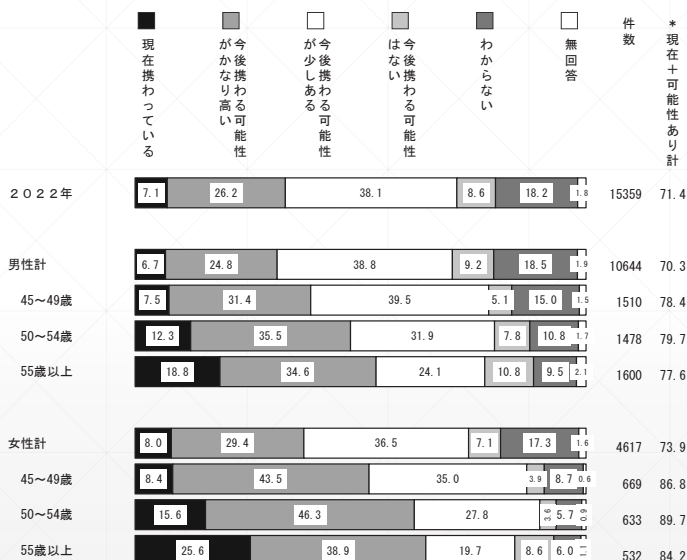 現在携わっている
今後携わる可能性
がかなり高い
今後携わる可能性
が少しある
今後携わる可能性
はない
わからない
無回答
件数
*現在＋可能性あり計
２０２２年 7.1 26.2 38.1 8.6 18.2 1.8 15359 71.4
男性計 6.7 24.8 38.8 9.2 18.5 1.9 10644 70.3
45～49歳 7.5 31.4 39.5 5.1 15.0 1.5 1510 78.4
50～54歳 12.3 35.5 31.9 7.8 10.8 1.7 1478 79.7
55歳以上 18.8 34.6 24.1 10.8 9.5 2.1 1600 77.6
女性計 8.0 29.4 36.5 7.1 17.3 1.6 4617 73.9
45～49歳 8.4 43.5 35.0 3.9 8.7 0.6 669 86.8
50～54歳 15.6 46.3 27.8 3.6 5.7 0.9 633 89.7
55歳以上 25.6 38.9 19.7 8.6 6.0 1.1 532 84.2